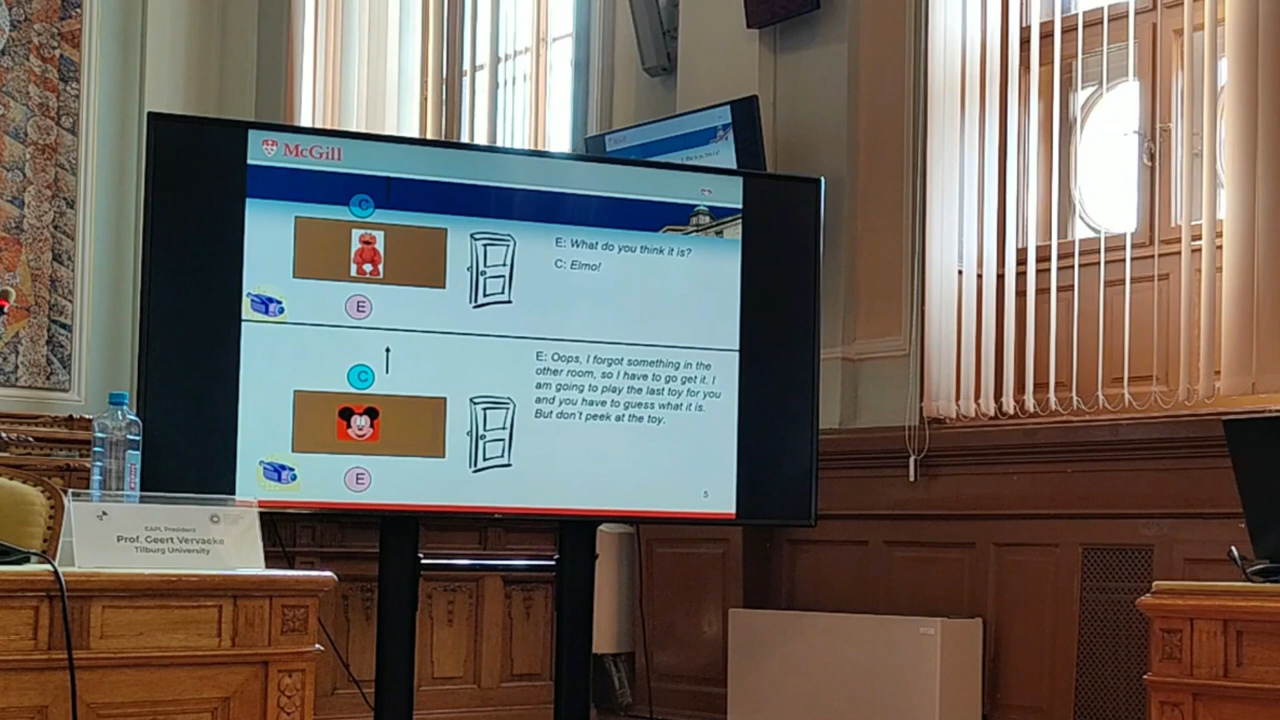 McGill
C
E: What do you think it is?
C: Elmo!
E
C
E: Oops, I forgot something in the
other room, so I have to go get it. I
am going to play the last toy for you
and you have to guess what it is.
But don't peek at the toy.
E
5
EAPL President
Prof. Geert Vervaeke
Tilburg University